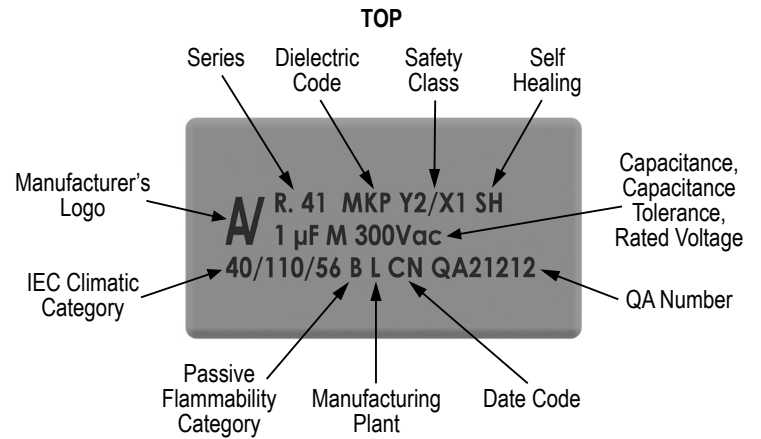 TOP
Series
Dielectric
Code
Safety
Class
Self
Healing
Manufacturer's
Logo
R. 41 MKP Y2/X1 SH
1 µF M 300Vac
40/110/56 B L CN QA21212
Capacitance,
Capacitance
Tolerance,
Rated Voltage
IEC Climatic
Category
QA Number
Passive
Flammability
Category
Manufacturing
Plant
Date Code